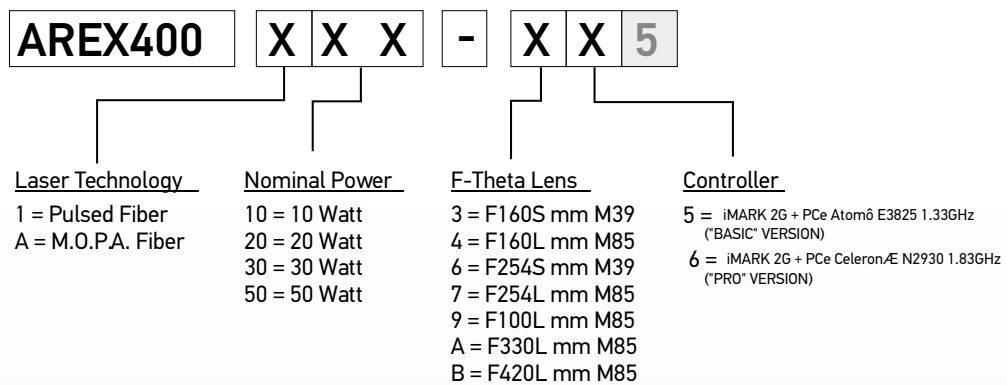 AREX400 X X X - X X 5
Laser Technology
1 = Pulsed Fiber
A = M.O.P.A. Fiber
Nominal Power
10 = 10 Watt
20 = 20 Watt
30 = 30 Watt
50 = 50 Watt
F-Theta Lens
3 = F160S mm M39
4 = F160L mm M85
6 = F254S mm M39
7 = F254L mm M85
9 = F100L mm M85
A = F330L mm M85
B = F420L mm M85
Controller
5 = iMARK 2G + PCe Atomô E3825 1.33GHz
("BASIC" VERSION)
6 = iMARK 2G + PCe CeleronÆ N2930 1.83GHz
("PRO" VERSION)